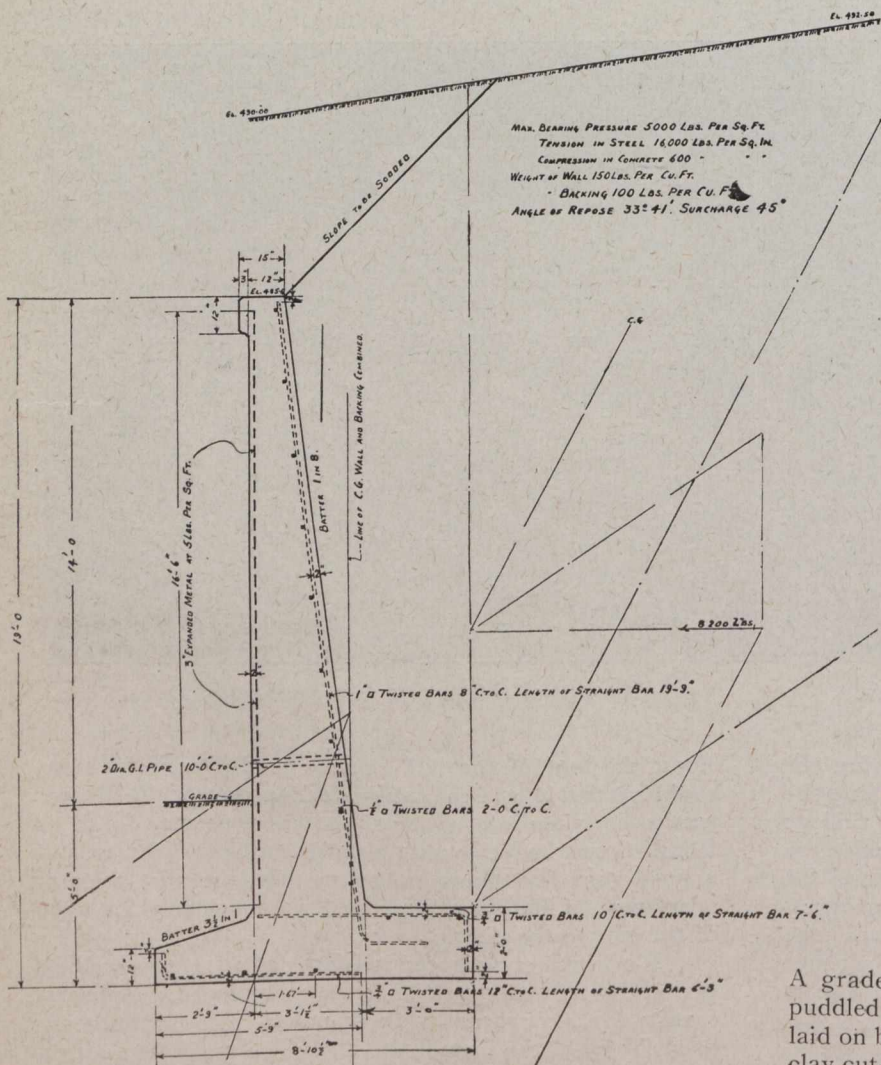 EL. 492.50
EL. 490.00
MAX. BEARING PRESSURE 5000 LBS. PER SQ. FT.
TENSION IN STEEL 16,000 LBS. PER SQ. IN.
COMPRESSION IN CONCRETE 600 " " "
WEIGHT OF WALL 150 LBS. PER CU. FT.
" BACKING 100 LBS. PER CU. FT.
ANGLE OF REPOSE 33° 41'. SURCHARGE 45°
SLOPE TO BE SODDED
15"
3" 12"
12"
C.G.
LINE OF C.G. WALL AND BACKING COMBINED.
BATTER 1 IN 8.
3" EXPANDED METAL AT 5 LBS. PER SQ. FT.
16'-6"
14'-0
19'-0
2"
2"
8200 LBS.
1" □ TWISTED BARS 8" C. TO C. LENGTH OF STRAIGHT BAR 19'-9."
2" DIA. G.I. PIPE 10'-0" C. TO C.
GRADE
½" □ TWISTED BARS 2'-0" C. TO C.
5'-0"
BATTER 3½ IN 1
¾" □ TWISTED BARS 10" C. TO C. LENGTH OF STRAIGHT BAR 7'-6."
2'-0"
12"
¾" □ TWISTED BARS 12" C. TO C. LENGTH OF STRAIGHT BAR 6'-3"
1.67'
2'-9" 3'-1½" 3'-0"
5'-9"
8'-10½"
A grade
puddled
laid on
clay cut